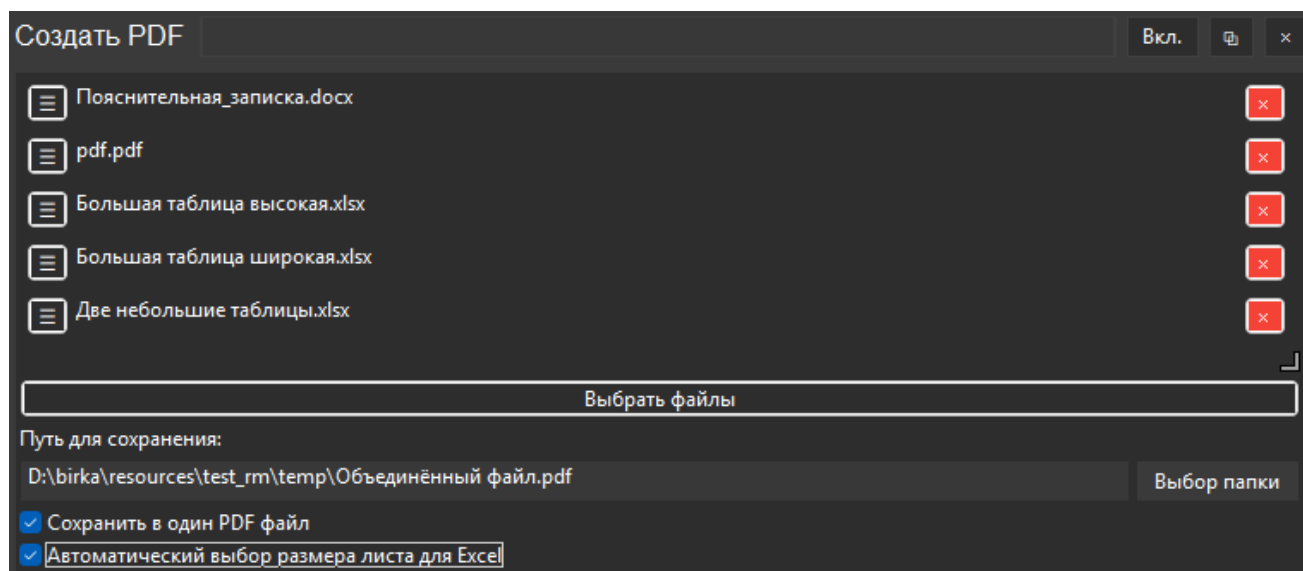 Создать PDF
Вкл.
Пояснительная_записка.docx
pdf.pdf
Большая таблица высокая.xlsx
Большая таблица широкая.xlsx
Две небольшие таблицы.xlsx
Выбрать файлы
Путь для сохранения:
D:\birka\resources\test_rm\temp\Объединённый файл.pdf Выбор папки
Сохранить в один PDF файл
Автоматический выбор размера листа для Excel